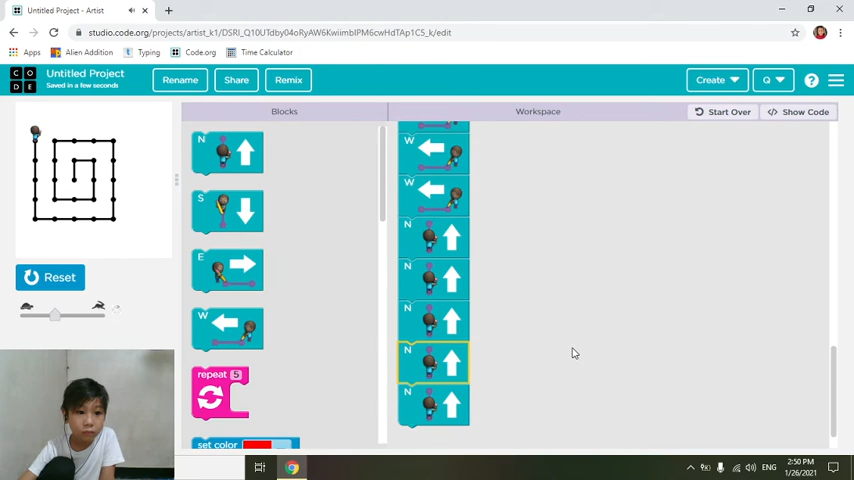 Untitled Project - Artist
studio.code.org/projects/artist_k1/DSRI_Q10UTdby04oRyAW6KwiimbIPM6cwHdTAp1C5_k/edit
Apps Alien Addition Typing Code.org Time Calculator
C O
D E
Untitled Project
Saved in a few seconds
Rename Share Remix Create Q ?
Blocks Workspace Start Over Show Code
N
S
E
W
repeat 5
set color
W
W
N
N
N
N
N
Reset
ENG
2:50 PM
1/26/2021